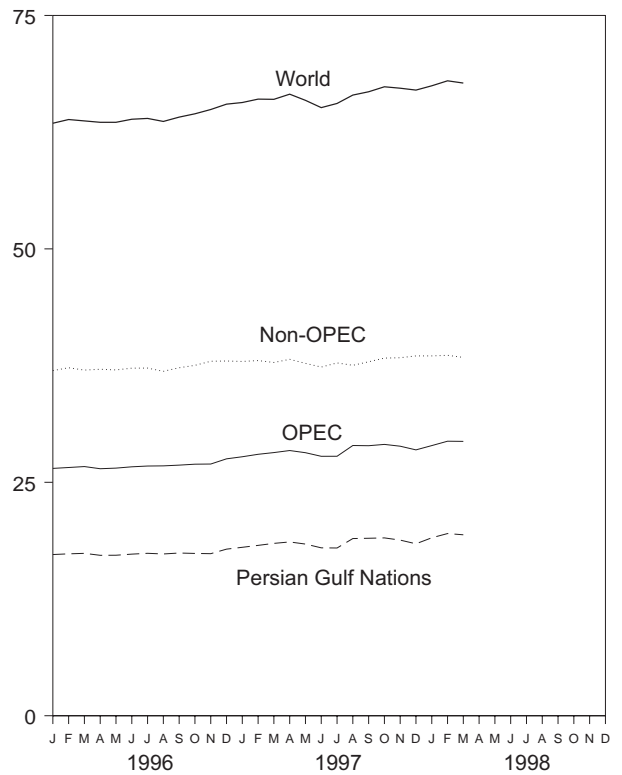 75
World
50
Non-OPEC
OPEC
25
Persian Gulf Nations
0
J F M A M J J A S O N D J F M A M J J A S O N D J F M A M J J A S O N D
1996 1997 1998